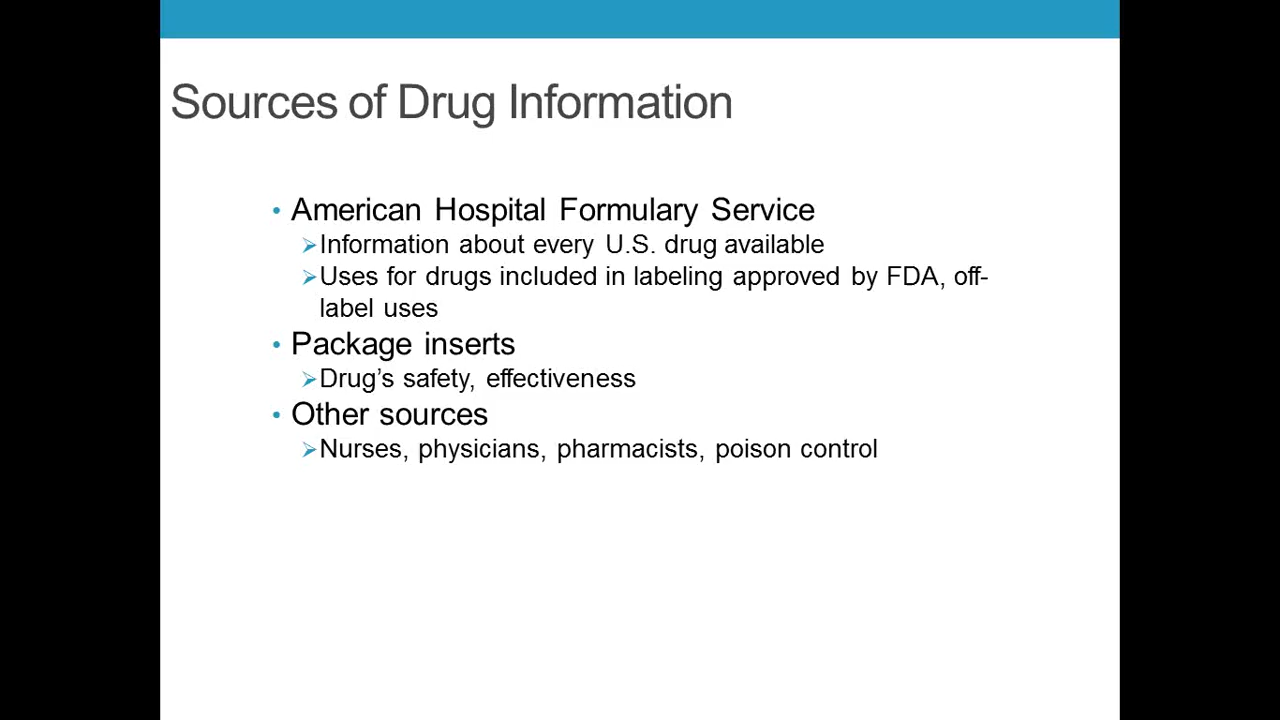 Sources of Drug Information
• American Hospital Formulary Service
➢Information about every U.S. drug available
➢Uses for drugs included in labeling approved by FDA, off-
label uses
• Package inserts
➢Drug’s safety, effectiveness
• Other sources
➢Nurses, physicians, pharmacists, poison control